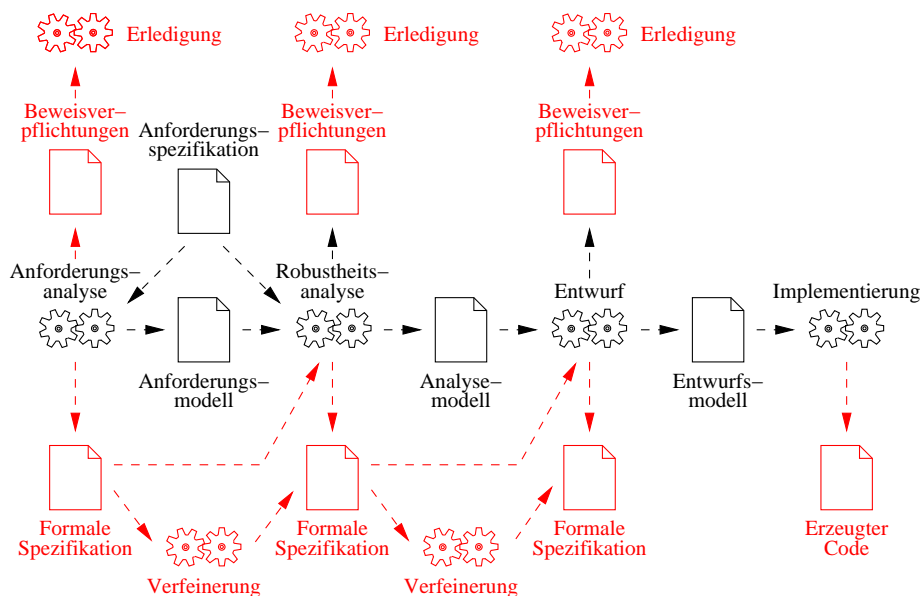 Erledigung
Erledigung
Erledigung
Beweisver–
pflichtungen
Anforderungs–
spezifikation
Beweisver–
pflichtungen
Beweisver–
pflichtungen
Anforderungs–
analyse
Robustheits–
analyse
Entwurf
Implementierung
Anforderungs–
modell
Analyse–
modell
Entwurfs–
modell
Formale
Spezifikation
Verfeinerung
Formale
Spezifikation
Verfeinerung
Formale
Spezifikation
Erzeugter
Code